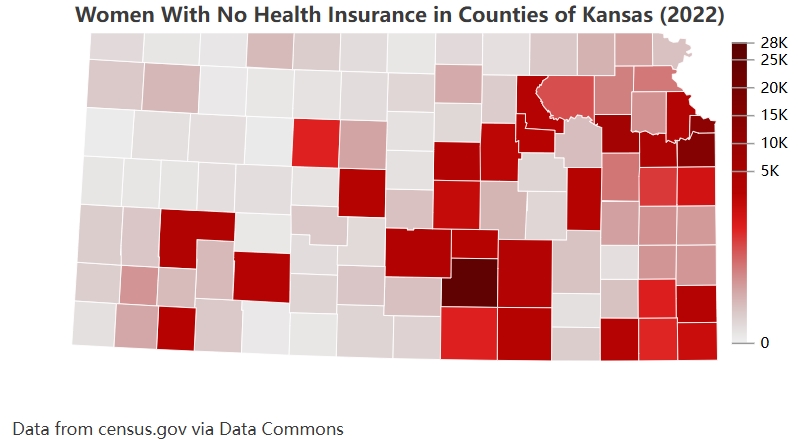 Women With No Health Insurance in Counties of Kansas (2022)
28K
25K
20K
15K
10K
5K
0
Data from census.gov via Data Commons